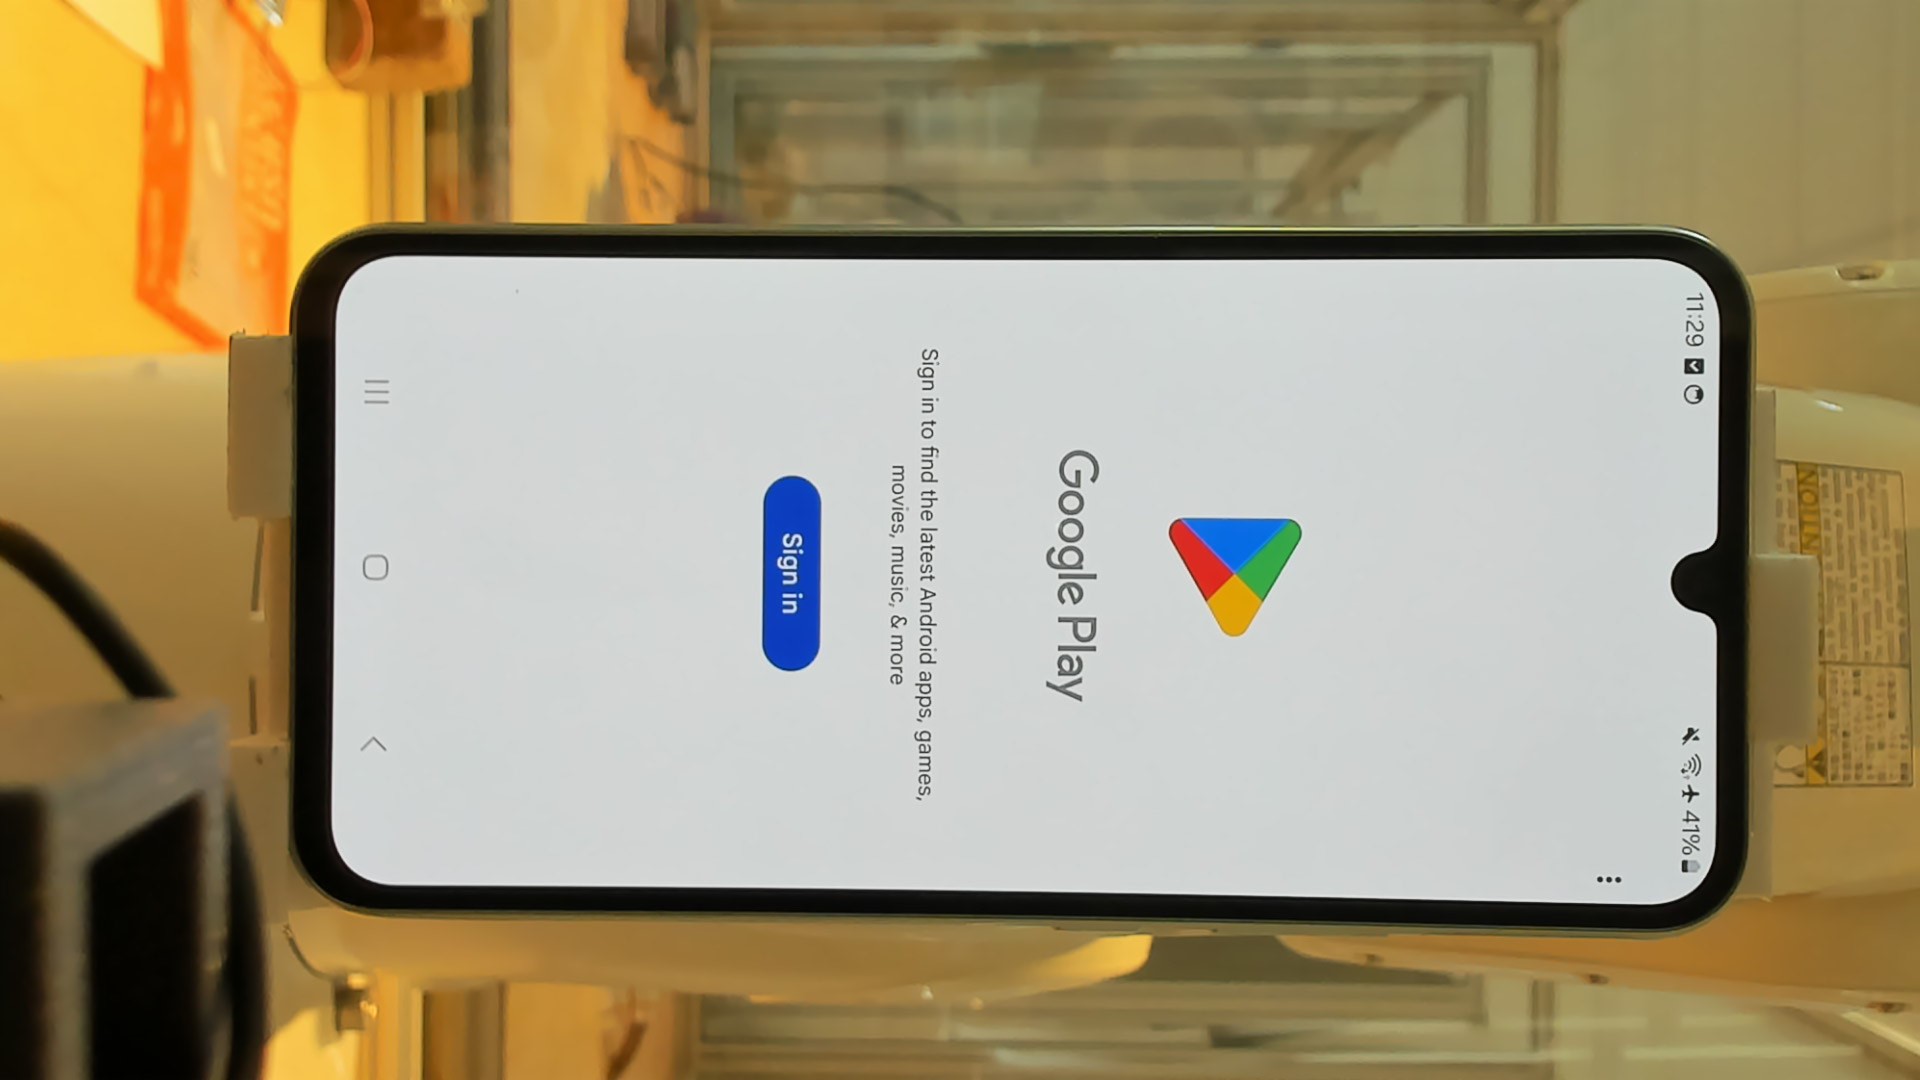 11:29
41%
Google Play
Sign in to find the latest Android apps, games,
movies, music, & more
Sign in